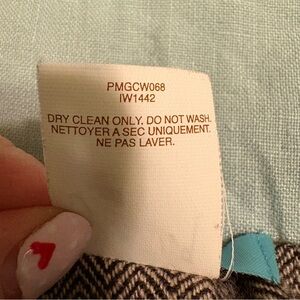 PMGCW068
IW1442
DRY CLEAN ONLY. DO NOT WASH.
NETTOYER A SEC UNIQUEMENT.
NE PAS LAVER.